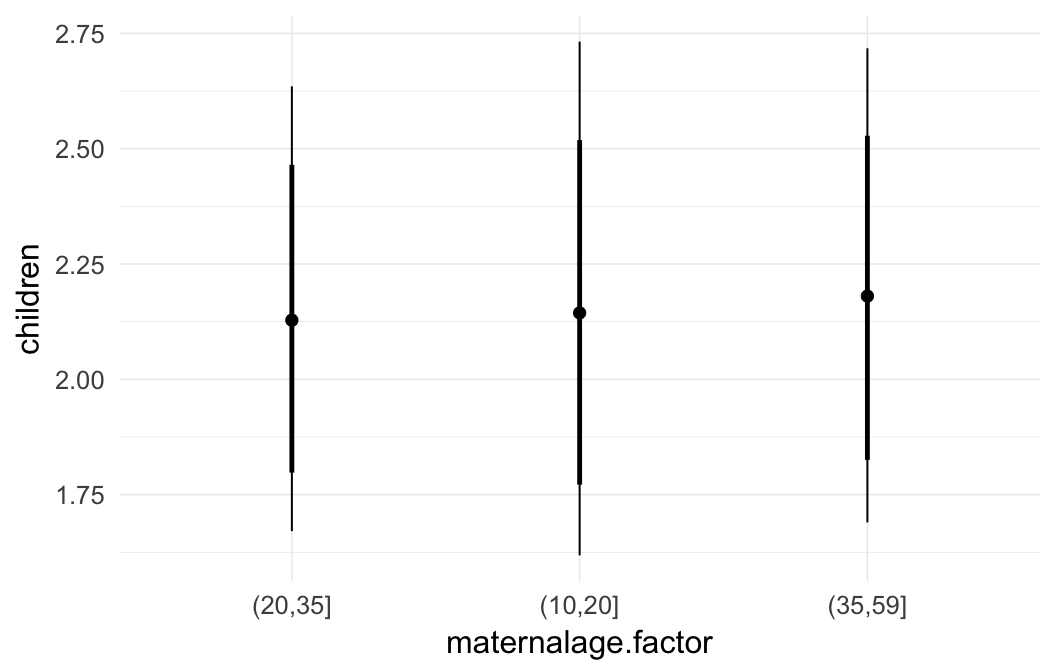 children
2.75
2.50
2.25
2.00
1.75
(20,35] (10,20] (35,59]
maternalage.factor